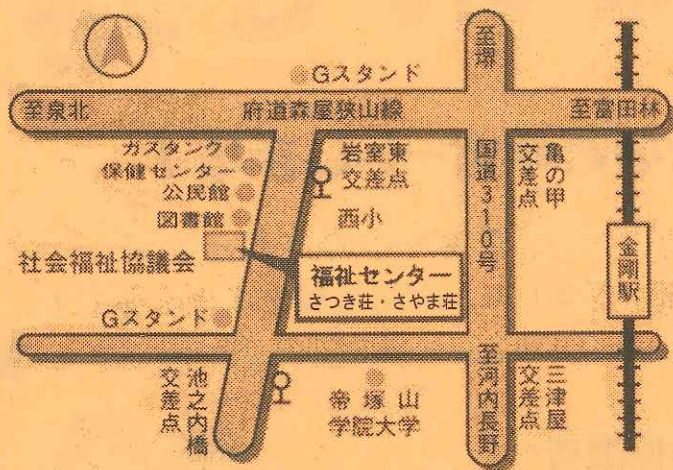 至堺
Gスタンド
至泉北
府道森屋狭山線
至富田林
ガスタンク
保健センター
公民館
図書館
岩室東
交差点
国道310号
亀の甲
交差点
西小
社会福祉協議会
福祉センター
さつき荘・さやま荘
金剛駅
Gスタンド
池之内橋
交差点
帝塚山
学院大学
至河内長野
三津屋
交差点